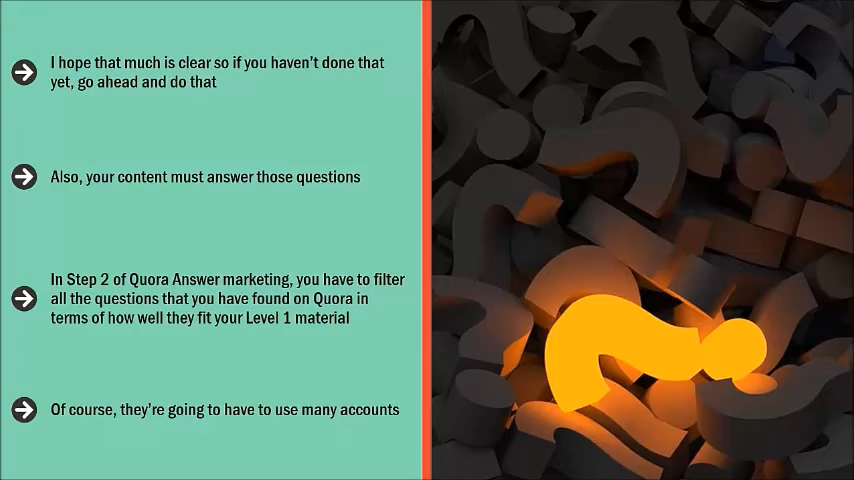 I hope that much is clear so if you haven't done that
yet, go ahead and do that
Also, your content must answer those questions
In Step 2 of Quora Answer marketing, you have to filter
all the questions that you have found on Quora in
terms of how well they fit your Level 1 material
Of course, they're going to have to use many accounts